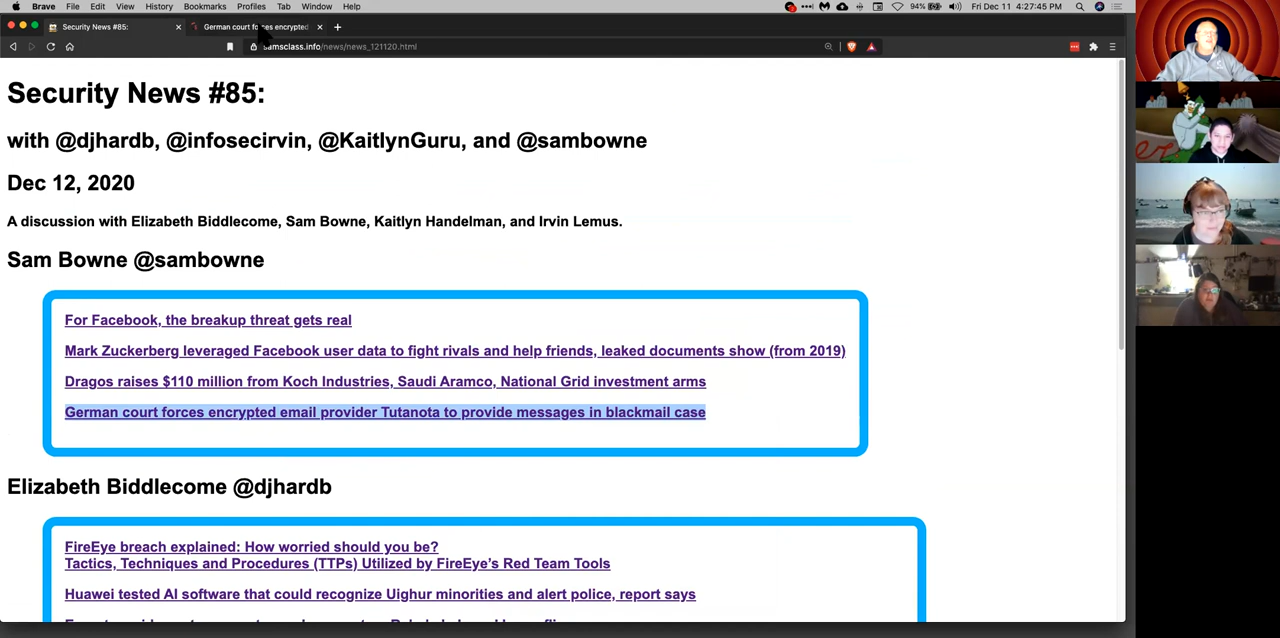 Brave File Edit View History Bookmarks Profiles Tab Window Help 94% Fri Dec 11 4:27:45 PM
Security News #85: German court forces encrypted
samsclass.info/news/news_121120.html
Security News #85:
with @djhardb, @infosecirvin, @KaitlynGuru, and @sambowne
Dec 12, 2020
A discussion with Elizabeth Biddlecome, Sam Bowne, Kaitlyn Handelman, and Irvin Lemus.
Sam Bowne @sambowne
For Facebook, the breakup threat gets real
Mark Zuckerberg leveraged Facebook user data to fight rivals and help friends, leaked documents show (from 2019)
Dragos raises $110 million from Koch Industries, Saudi Aramco, National Grid investment arms
German court forces encrypted email provider Tutanota to provide messages in blackmail case
Elizabeth Biddlecome @djhardb
FireEye breach explained: How worried should you be?
Tactics, Techniques and Procedures (TTPs) Utilized by FireEye's Red Team Tools
Huawei tested AI software that could recognize Uighur minorities and alert police, report says